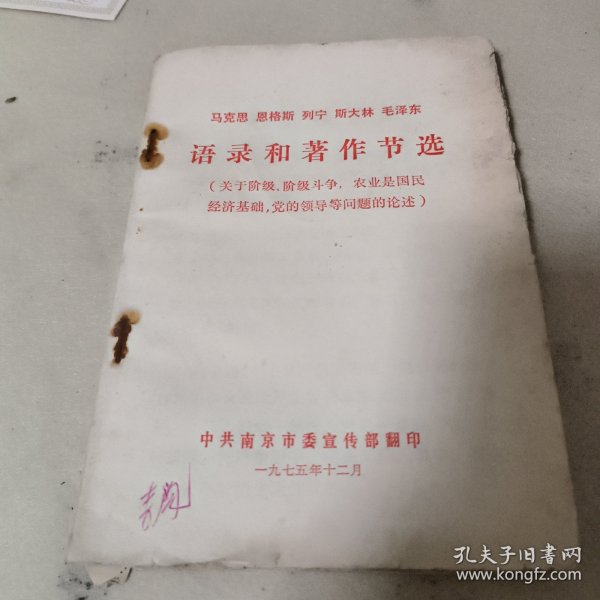 马克思 恩格斯 列宁 斯大林 毛泽东
语录和著作节选
(关于阶级、阶级斗争，农业是国民
经济基础，党的领导等问题的论述)
中共南京市委宣传部翻印
一九七五年十二月
孔夫子旧书网
www.kongfz.com